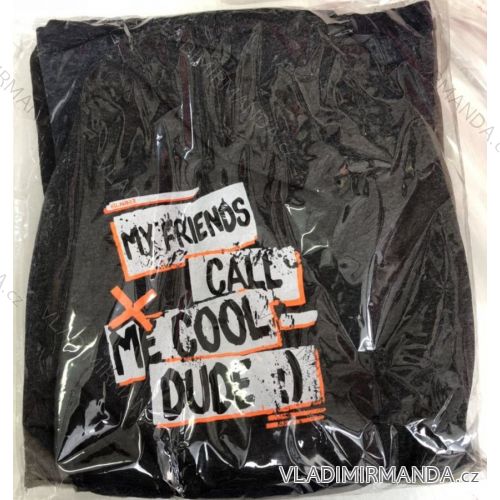 MY FRIENDS
CALL
ME COOL
DUDE :)
VLADIMIRMANDA.cz